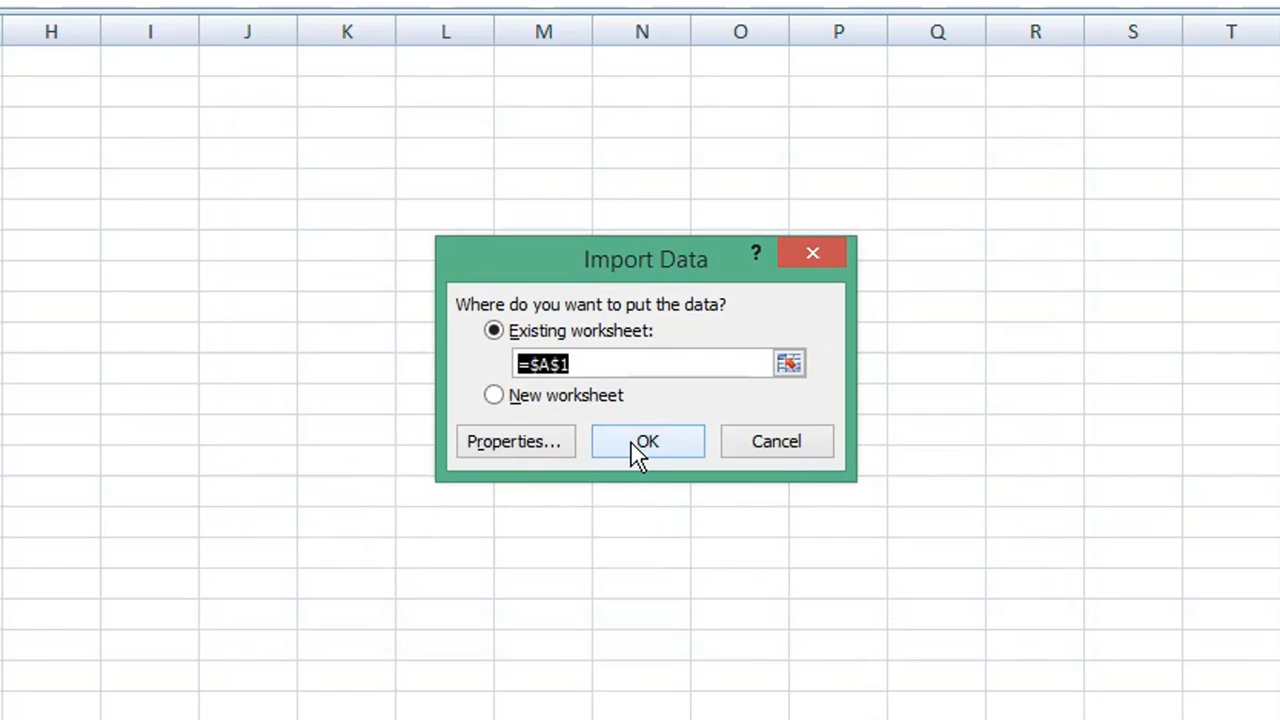 H I J K L M N O P Q R S T
Import Data ?
Where do you want to put the data?
Existing worksheet:
=$A$1
New worksheet
Properties... OK Cancel